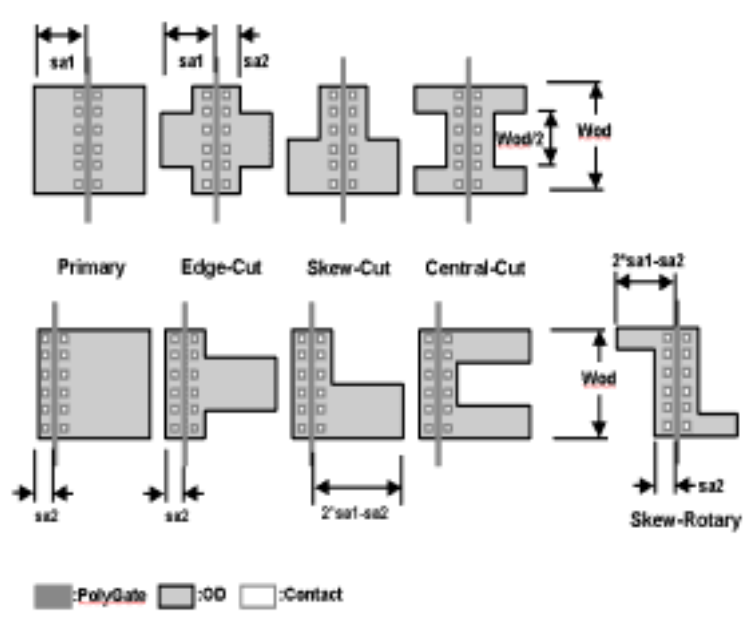 sa1 sa1 sa2
Wod/2 Wod
Primary Edge-Cut Skew-Cut Central-Cut 2*sa1-sa2
Wod
sa2 sa2 2*sa1-sa2 sa2
Skew-Rotary
:PolyGate :OD :Contact